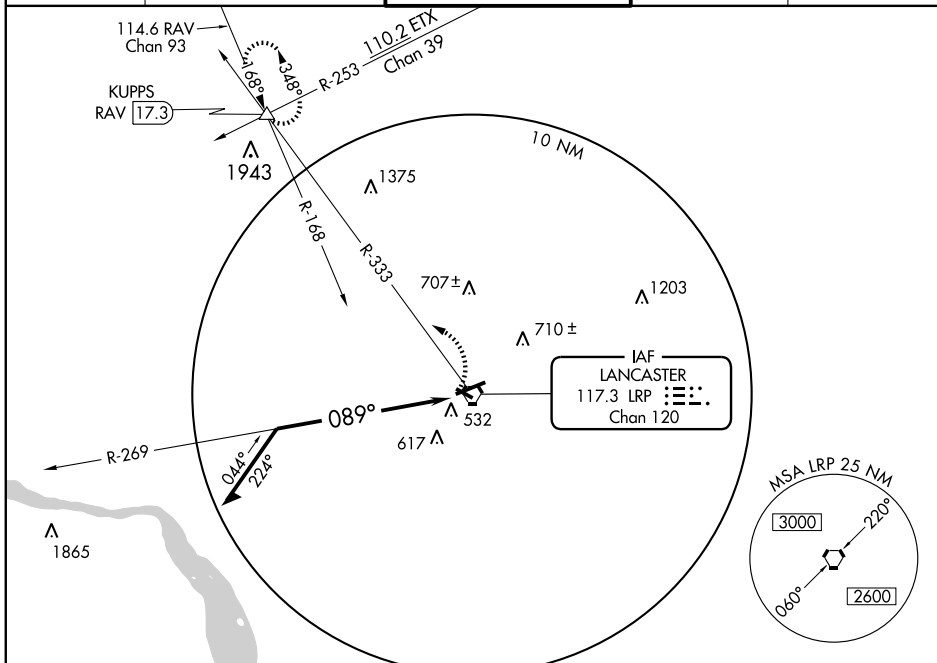 114.6 RAV
Chan 93
110.2 ETX
Chan 39
R-253
168°
348°
KUPPS
RAV 17.3
10 NM
1943
1375
R-168
R-333
707 ±
1203
710 ±
IAF
LANCASTER
117.3 LRP
Chan 120
089°
532
617
R-269
044°
224°
1865
MSA LRP 25 NM
3000
220°
060°
2600